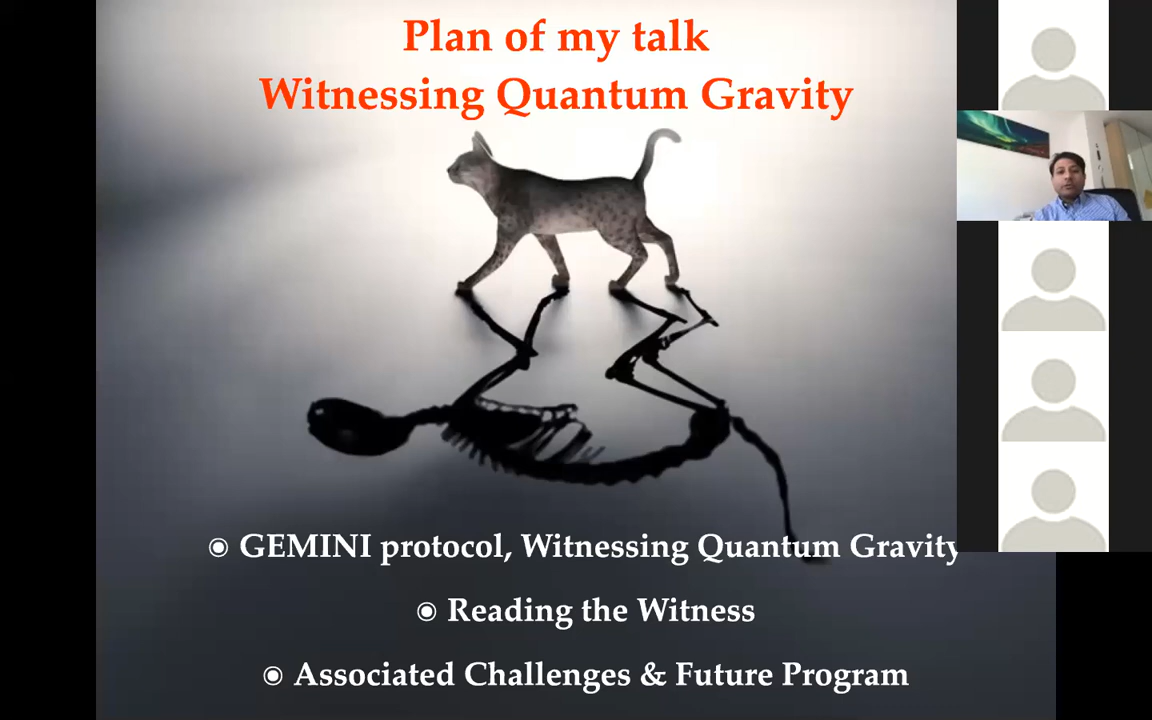 Plan of my talk
Witnessing Quantum Gravity
◉ GEMINI protocol, Witnessing Quantum Gravity
◉ Reading the Witness
◉ Associated Challenges & Future Program